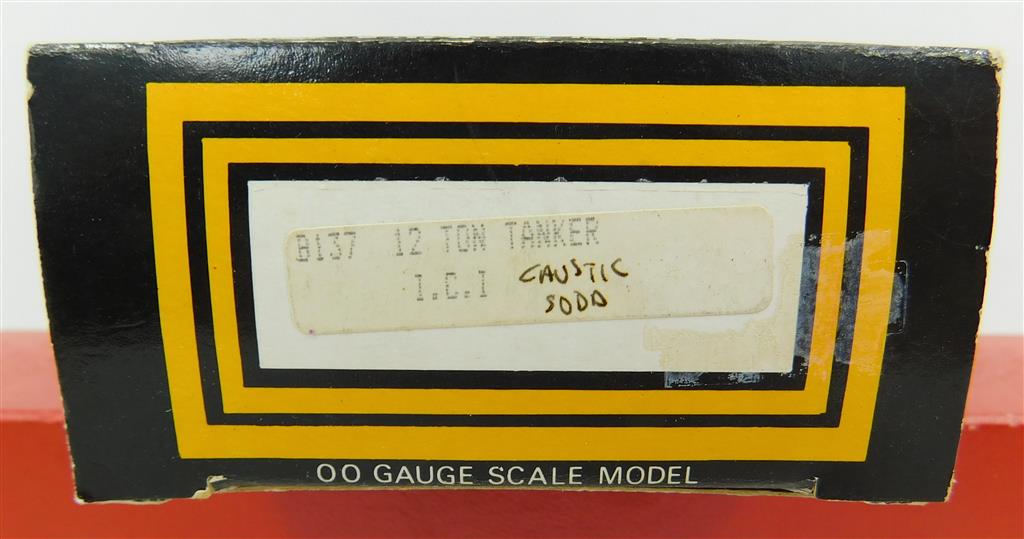 B137 12 TON TANKER
I.C.I CAUSTIC
SODA
OO GAUGE SCALE MODEL